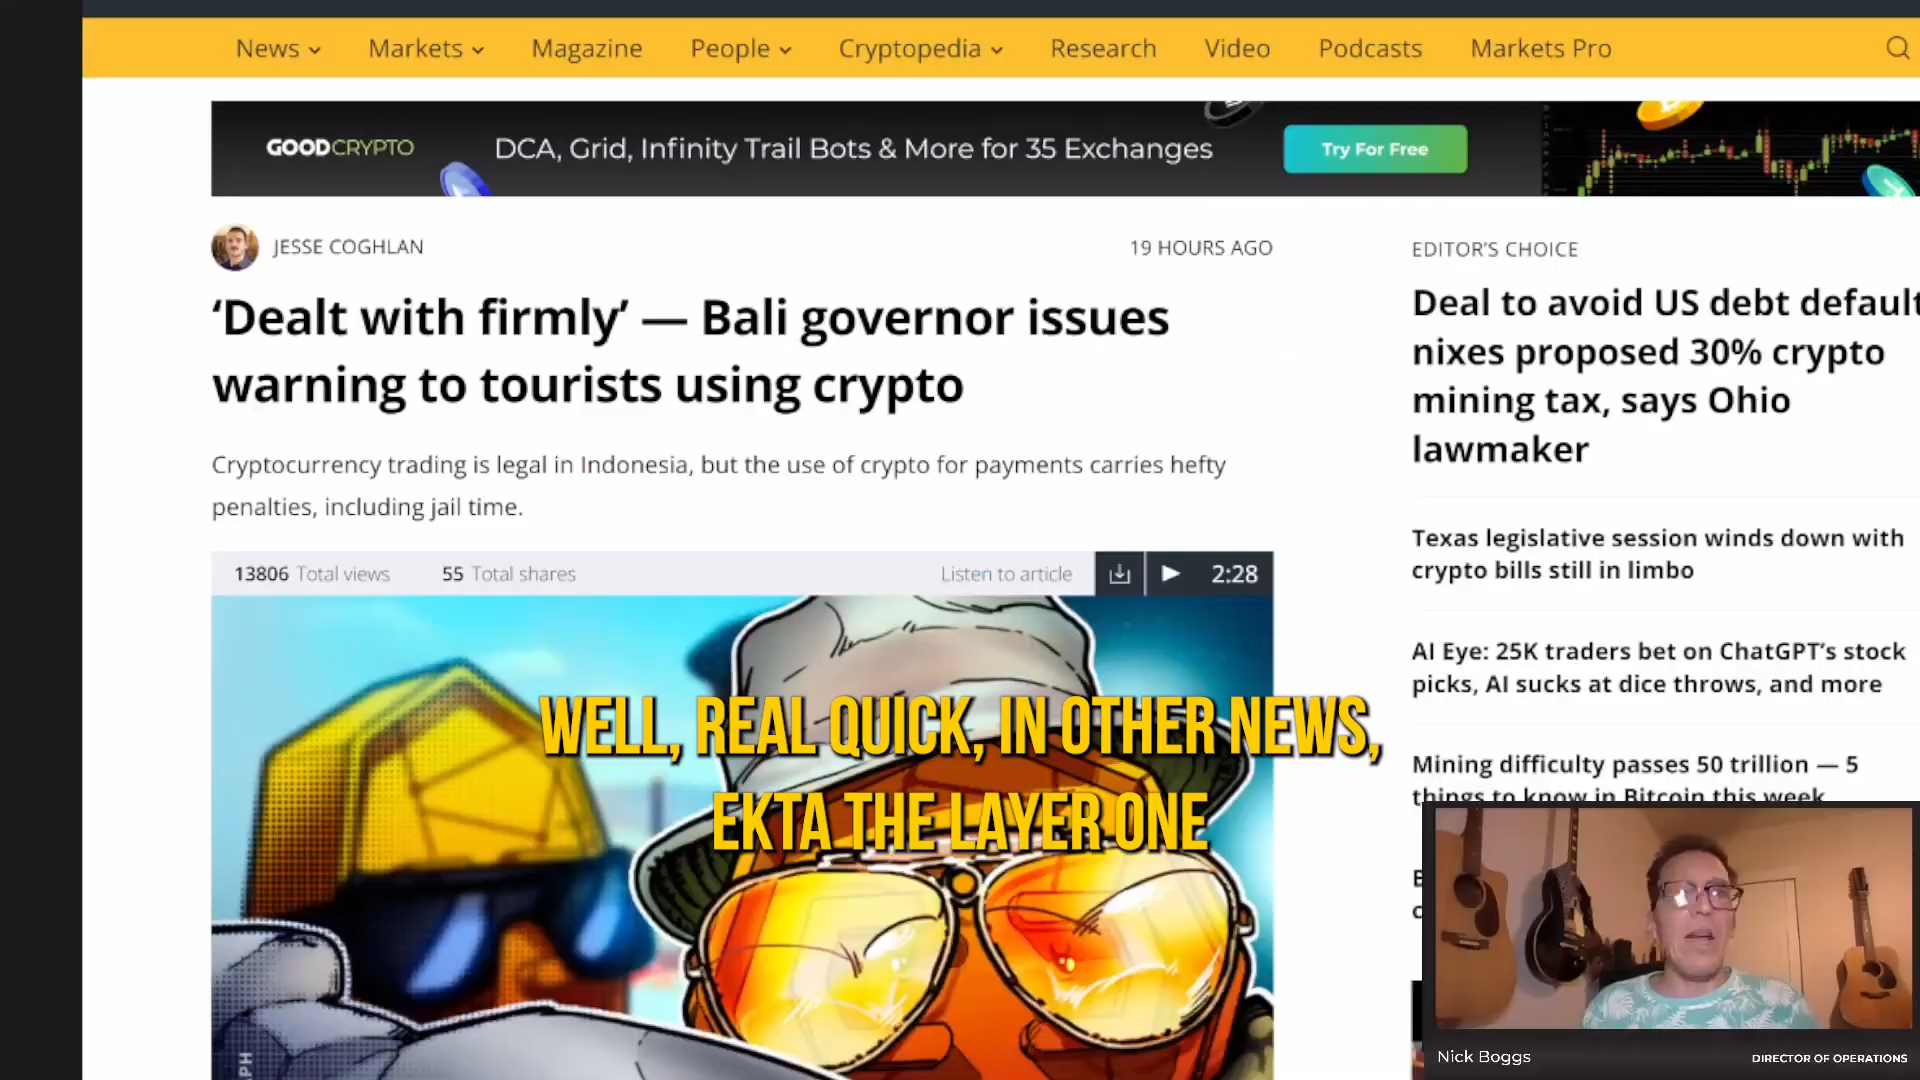 News
Markets
Magazine
People
Cryptopedia
Research
Video
Podcasts
Markets Pro
GOODCRYPTO
DCA, Grid, Infinity Trail Bots & More for 35 Exchanges
Try For Free
JESSE COGHLAN
19 HOURS AGO
‘Dealt with firmly’ — Bali governor issues
warning to tourists using crypto
Cryptocurrency trading is legal in Indonesia, but the use of crypto for payments carries hefty
penalties, including jail time.
13806 Total views
55 Total shares
Listen to article
2:28
WELL, REAL QUICK, IN OTHER NEWS,
EKTA THE LAYER ONE
EDITOR’S CHOICE
Deal to avoid US debt default
nixes proposed 30% crypto
mining tax, says Ohio
lawmaker
Texas legislative session winds down with
crypto bills still in limbo
AI Eye: 25K traders bet on ChatGPT’s stock
picks, AI sucks at dice throws, and more
Mining difficulty passes 50 trillion — 5
things to know in Bitcoin this week
Nick Boggs
DIRECTOR OF OPERATIONS